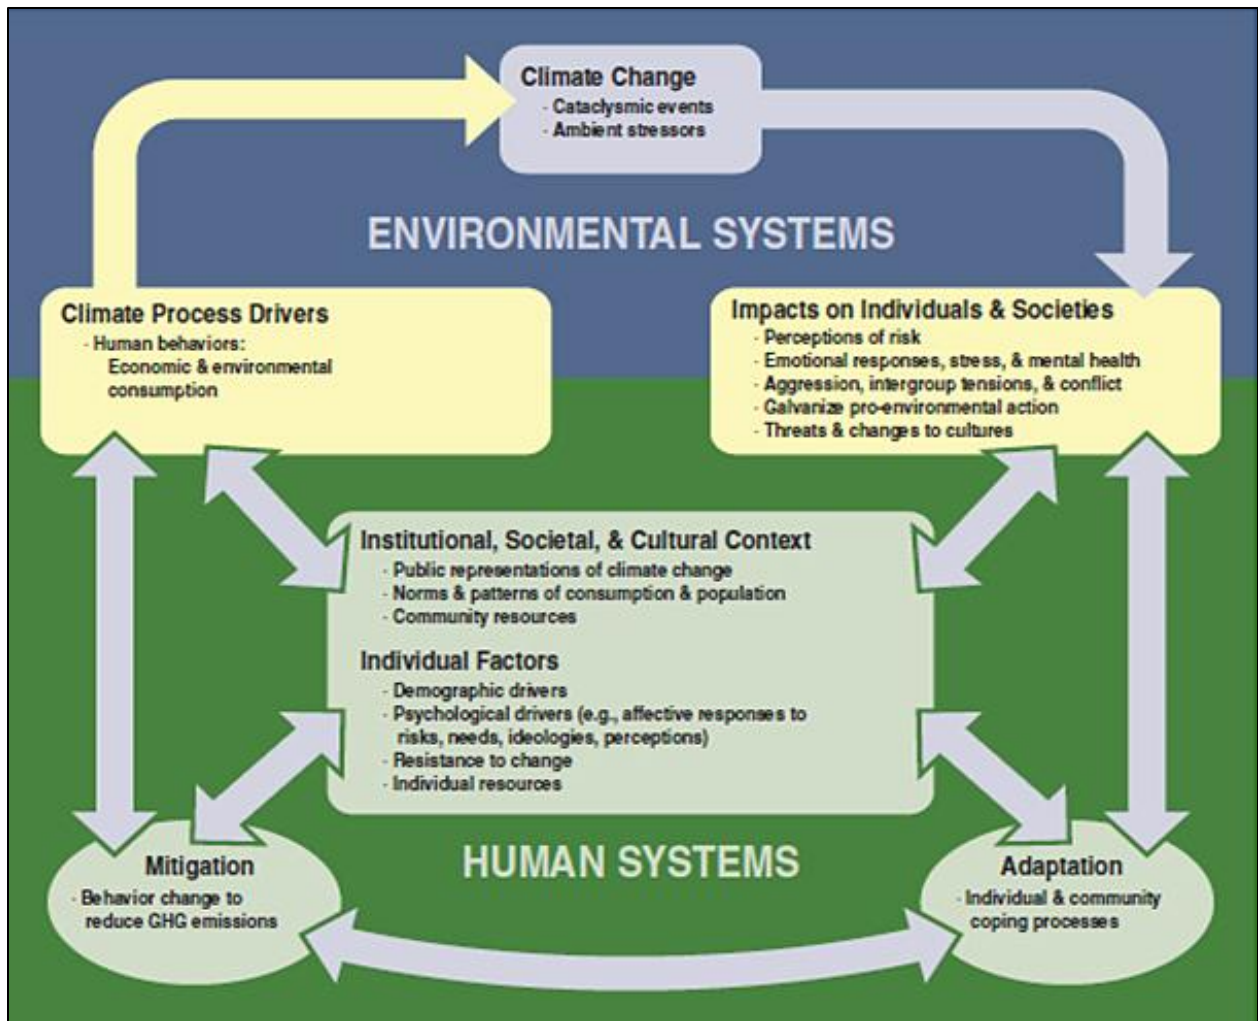 Climate Change
- Cataclysmic events
- Ambient stressors
ENVIRONMENTAL SYSTEMS
Climate Process Drivers
- Human behaviors:
Economic & environmental
consumption
Impacts on Individuals & Societies
- Perceptions of risk
- Emotional responses, stress, & mental health
- Aggression, intergroup tensions, & conflict
- Galvanize pro-environmental action
- Threats & changes to cultures
Institutional, Societal, & Cultural Context
- Public representations of climate change
- Norms & patterns of consumption & population
- Community resources
Individual Factors
- Demographic drivers
- Psychological drivers (e.g., affective responses to
risks, needs, ideologies, perceptions)
- Resistance to change
- Individual resources
HUMAN SYSTEMS
Mitigation
- Behavior change to
reduce GHG emissions
Adaptation
- Individual & community
coping processes